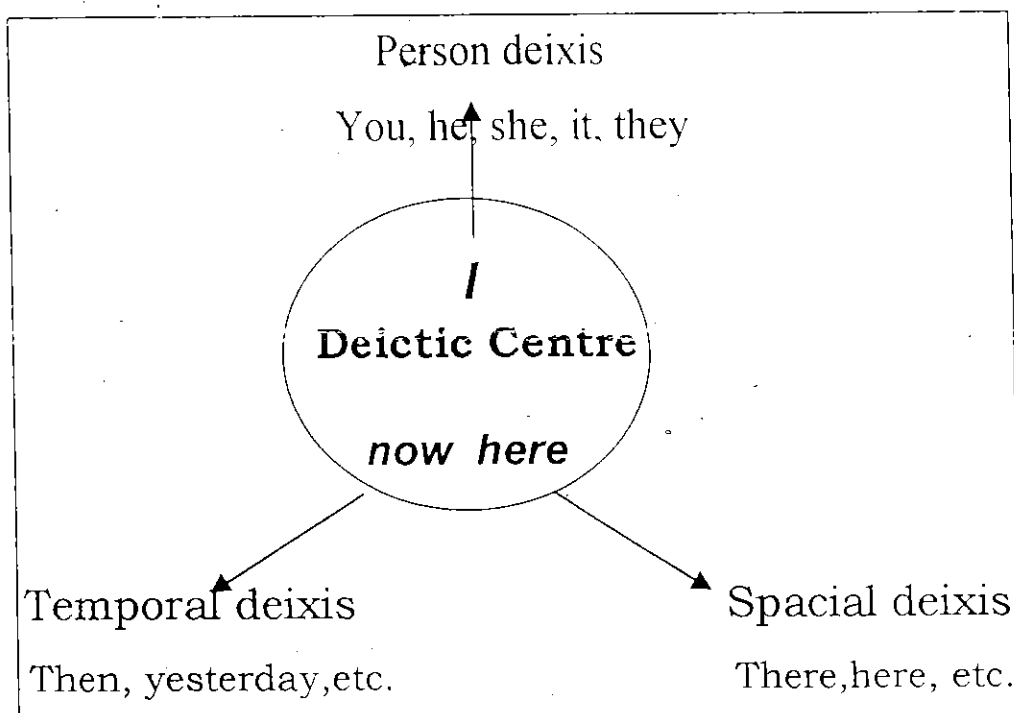 Person deixis
You, he, she, it, they
I
Deictic Centre
now here
Temporal deixis
Spacial deixis
Then, yesterday,etc.
There,here, etc.